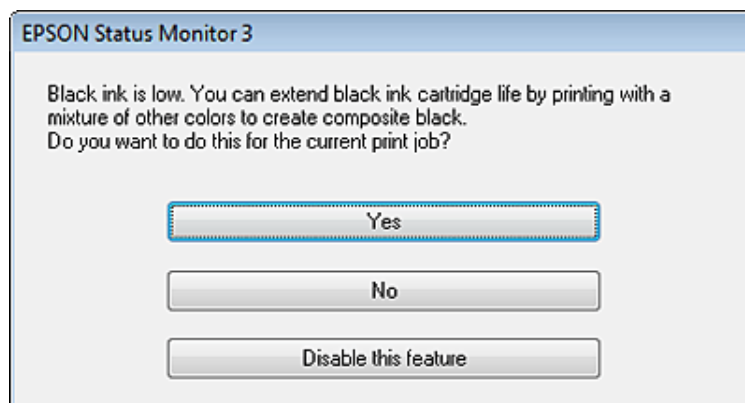 EPSON Status Monitor 3
Black ink is low. You can extend black ink cartridge life by printing with a
mixture of other colors to create composite black.
Do you want to do this for the current print job?
Yes
No
Disable this feature